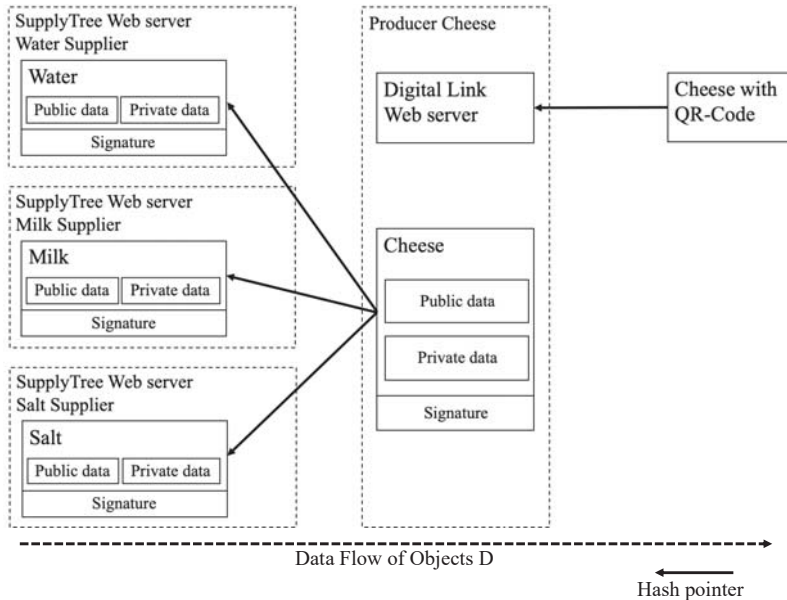 SupplyTree Web server
Water Supplier
Water
Public data
Private data
Signature
SupplyTree Web server
Milk Supplier
Milk
Public data
Private data
Signature
SupplyTree Web server
Salt Supplier
Salt
Public data
Private data
Signature
Producer Cheese
Digital Link
Web server
Cheese
Public data
Private data
Signature
Cheese with
QR-Code
Data Flow of Objects D
Hash pointer